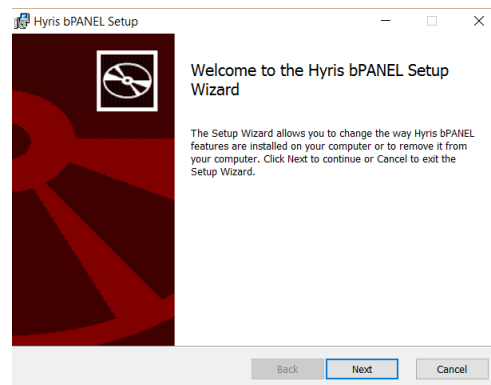 Hyris bPANEL Setup
Welcome to the Hyris bPANEL Setup
Wizard
The Setup Wizard allows you to change the way Hyris bPANEL
features are installed on your computer or to remove it from
your computer. Click Next to continue or Cancel to exit the
Setup Wizard.
Back Next Cancel